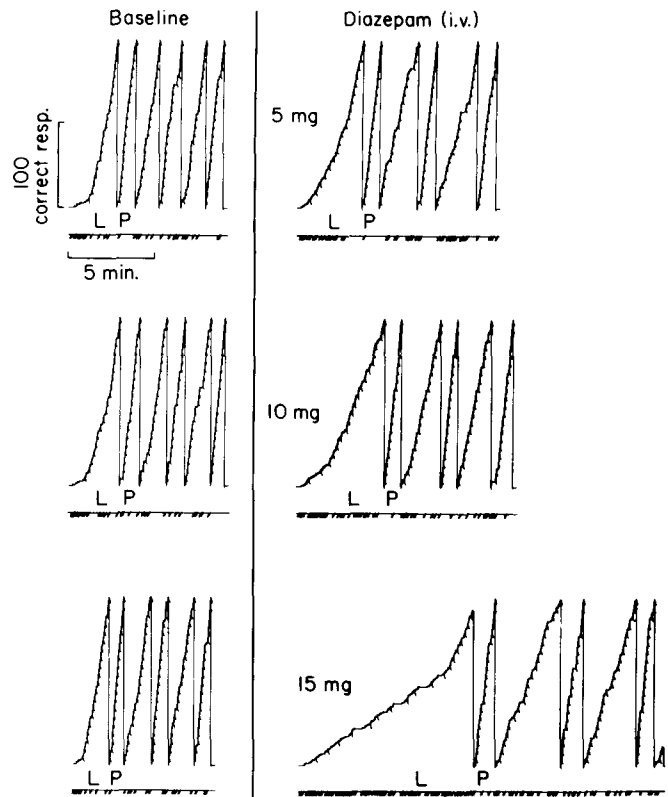 Baseline
Diazepam (i.v.)
100
correct resp.
5 mg
L P
L P
5 min.
10 mg
L P
L P
15 mg
L P
L P